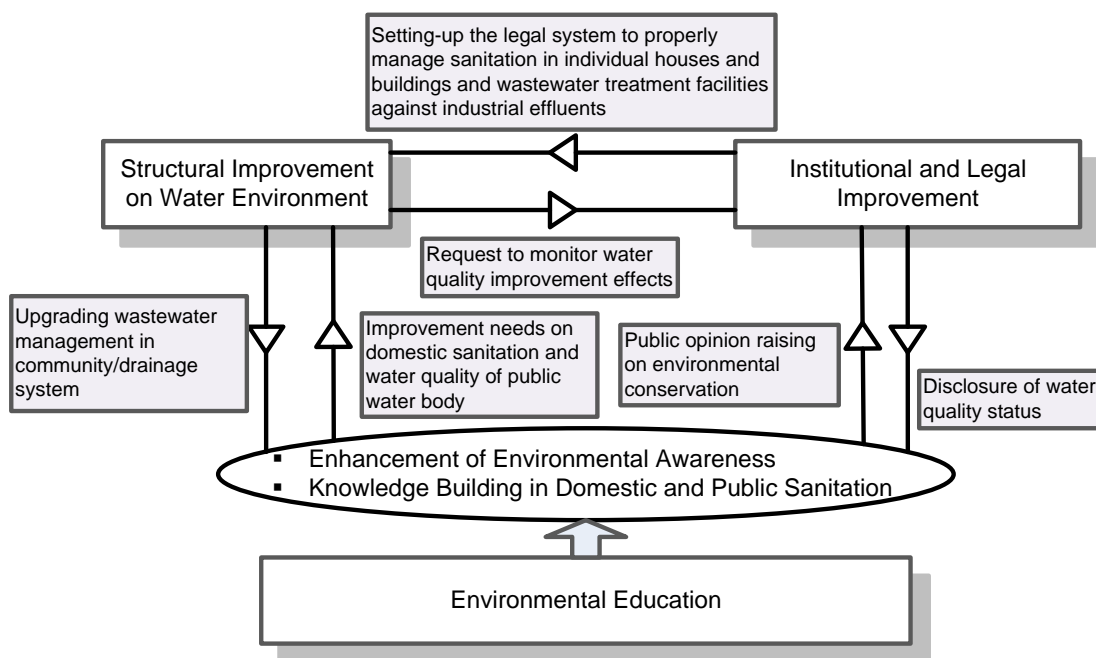 Setting-up the legal system to properly
manage sanitation in individual houses and
buildings and wastewater treatment facilities
against industrial effluents
Structural Improvement
on Water Environment
Institutional and Legal
Improvement
Request to monitor water
quality improvement effects
Upgrading wastewater
management in
community/drainage
system
Improvement needs on
domestic sanitation and
water quality of public
water body
Public opinion raising
on environmental
conservation
Disclosure of water
quality status
▪ Enhancement of Environmental Awareness
▪ Knowledge Building in Domestic and Public Sanitation
Environmental Education